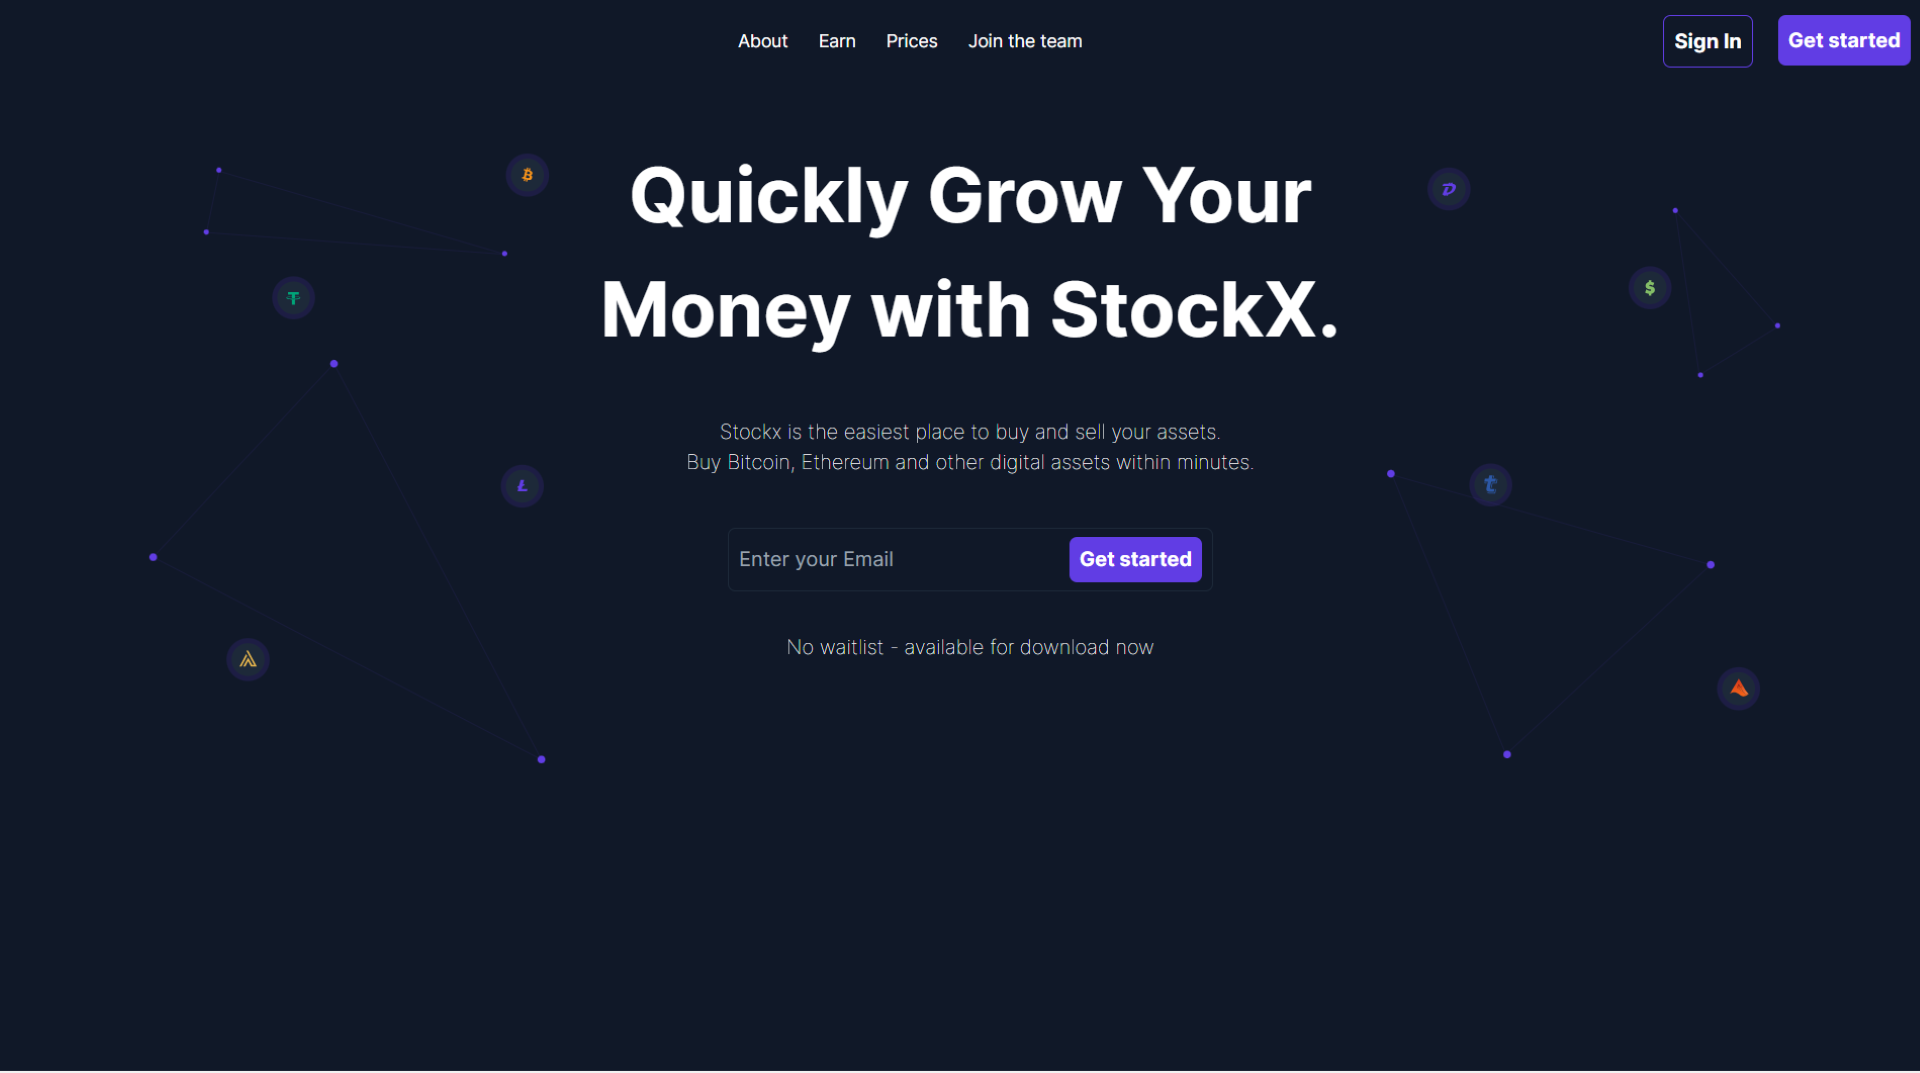 About Earn Prices Join the team Sign In Get started
Quickly Grow Your
Money with StockX.
Stockx is the easiest place to buy and sell your assets.
Buy Bitcoin, Ethereum and other digital assets within minutes.
Enter your Email Get started
No waitlist - available for download now